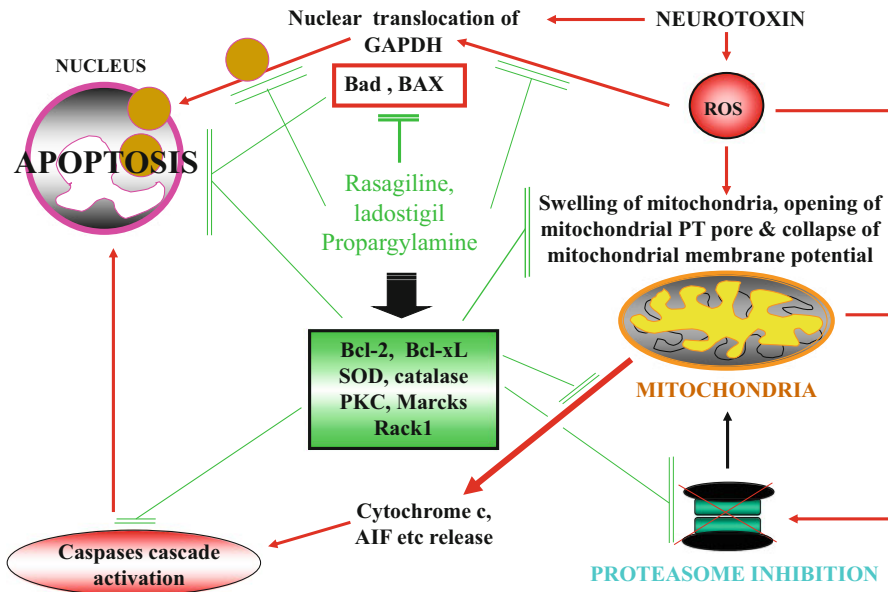 Nuclear translocation of
GAPDH
NEUROTOXIN
NUCLEUS
Bad , BAX
ROS
APOPTOSIS
Rasagiline,
ladostigil
Propargylamine
Swelling of mitochondria, opening of
mitochondrial PT pore & collapse of
mitochondrial membrane potential
Bcl-2, Bcl-xL
SOD, catalase
PKC, Marcks
Rack1
MITOCHONDRIA
Cytochrome c,
AIF etc release
Caspases cascade
activation
PROTEASOME INHIBITION